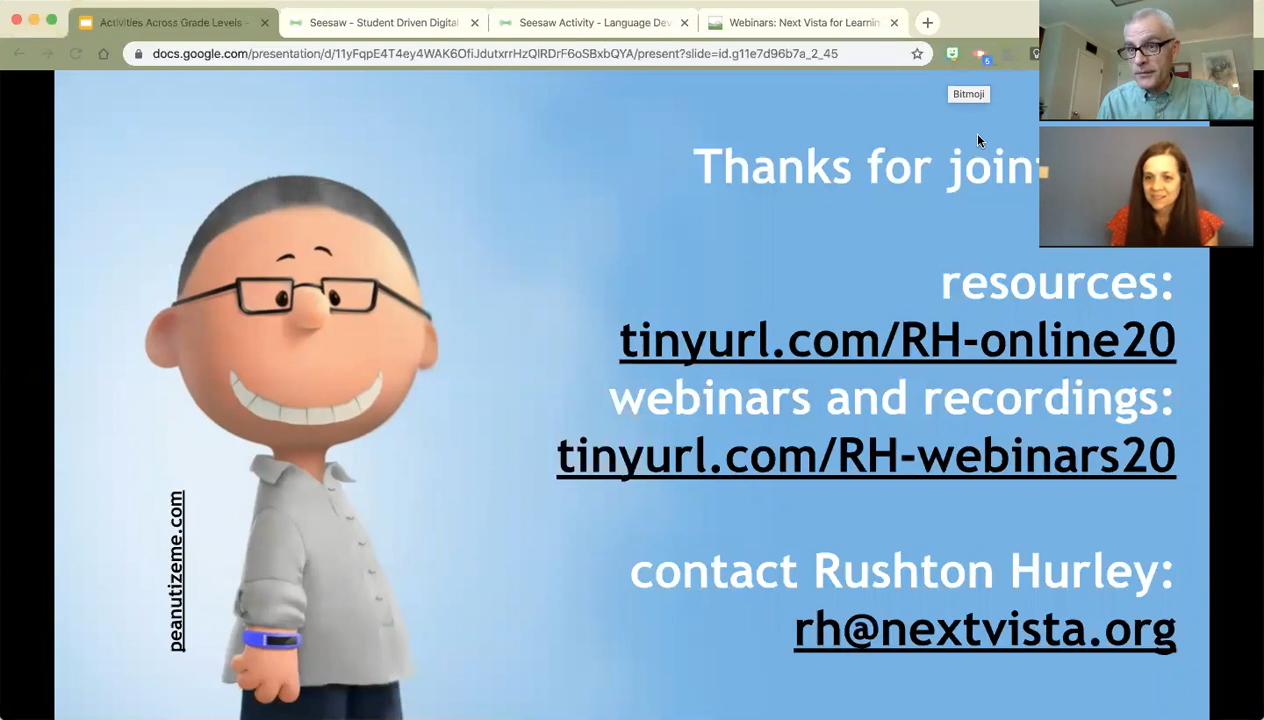 Activities Across Grade Levels -
Seesaw - Student Driven Digital
Seesaw Activity - Language Dev
Webinars: Next Vista for Learnin
docs.google.com/presentation/d/11yFqpE4T4ey4WAK6OfiJdutxrrHzQlRDrF6oSBxbQYA/present?slide=id.g11e7d96b7a_2_45
5
Bitmoji
Thanks for join
resources:
tinyurl.com/RH-online20
webinars and recordings:
tinyurl.com/RH-webinars20
peanutizeme.com
contact Rushton Hurley:
rh@nextvista.org